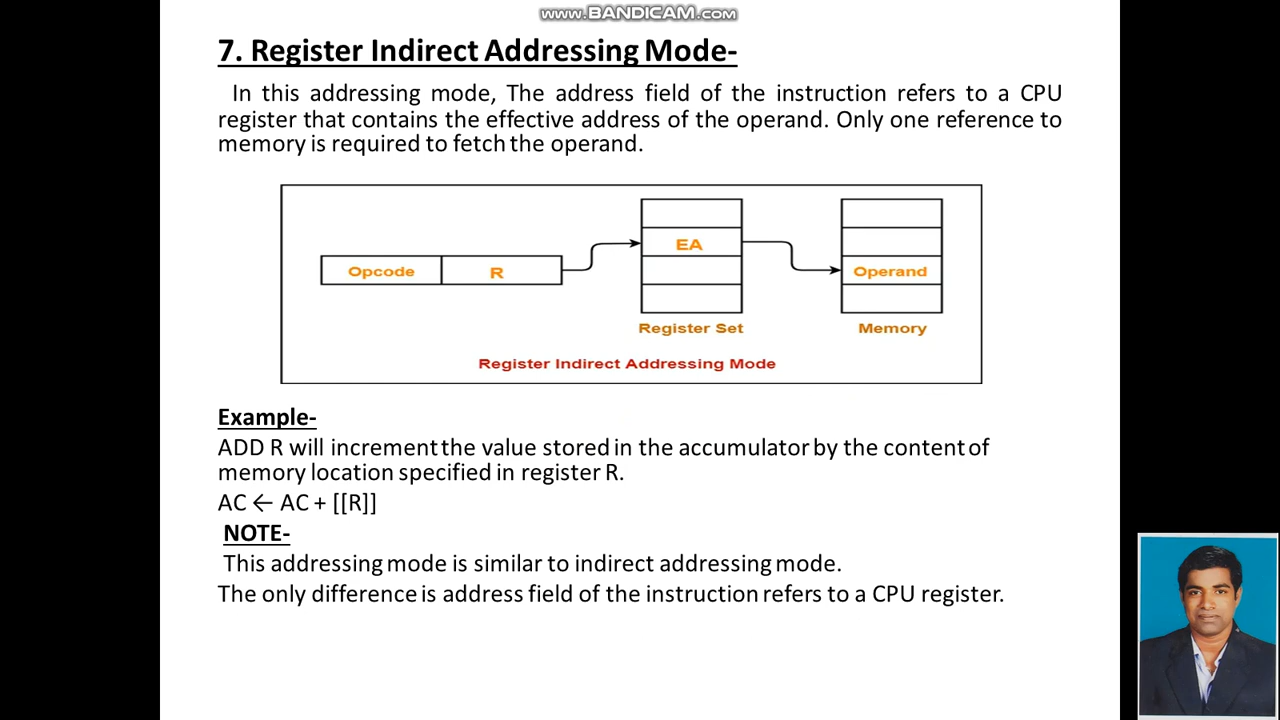 www.BANDICAM.com
7. Register Indirect Addressing Mode-
In this addressing mode, The address field of the instruction refers to a CPU
register that contains the effective address of the operand. Only one reference to
memory is required to fetch the operand.
EA
Opcode R Operand
Register Set Memory
Register Indirect Addressing Mode
Example-
ADD R will increment the value stored in the accumulator by the content of
memory location specified in register R.
AC ← AC + [[R]]
NOTE-
This addressing mode is similar to indirect addressing mode.
The only difference is address field of the instruction refers to a CPU register.